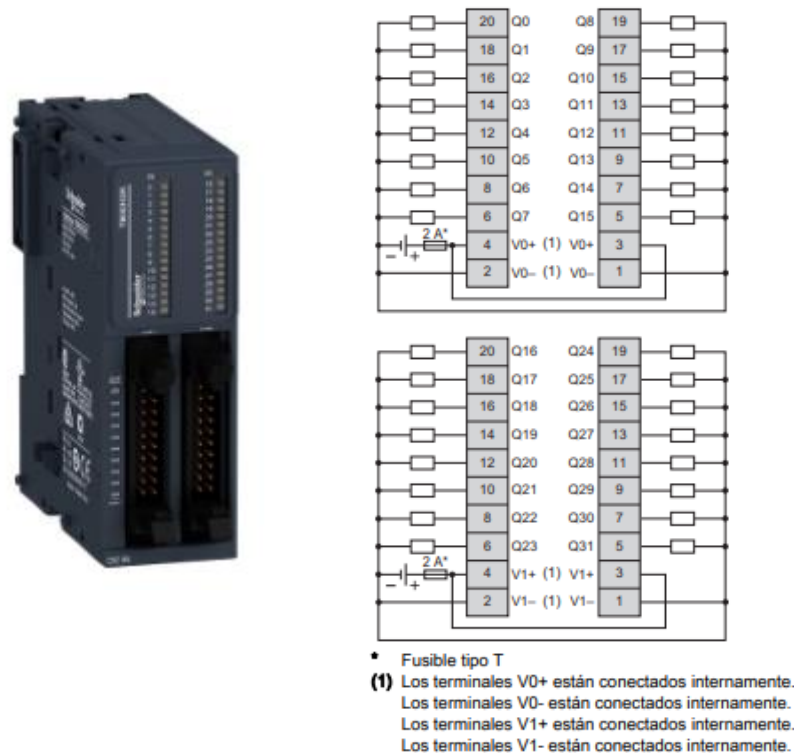 Schneider
20 Q0 Q8 19
18 Q1 Q9 17
16 Q2 Q10 15
14 Q3 Q11 13
12 Q4 Q12 11
10 Q5 Q13 9
8 Q6 Q14 7
6 Q7 Q15 5
2 A*
− + 4 V0+ (1) V0+ 3
2 V0– (1) V0– 1
20 Q16 Q24 19
18 Q17 Q25 17
16 Q18 Q26 15
14 Q19 Q27 13
12 Q20 Q28 11
10 Q21 Q29 9
8 Q22 Q30 7
6 Q23 Q31 5
2 A*
− + 4 V1+ (1) V1+ 3
2 V1– (1) V1– 1
* Fusible tipo T
(1) Los terminales V0+ están conectados internamente.
Los terminales V0- están conectados internamente.
Los terminales V1+ están conectados internamente.
Los terminales V1- están conectados internamente.